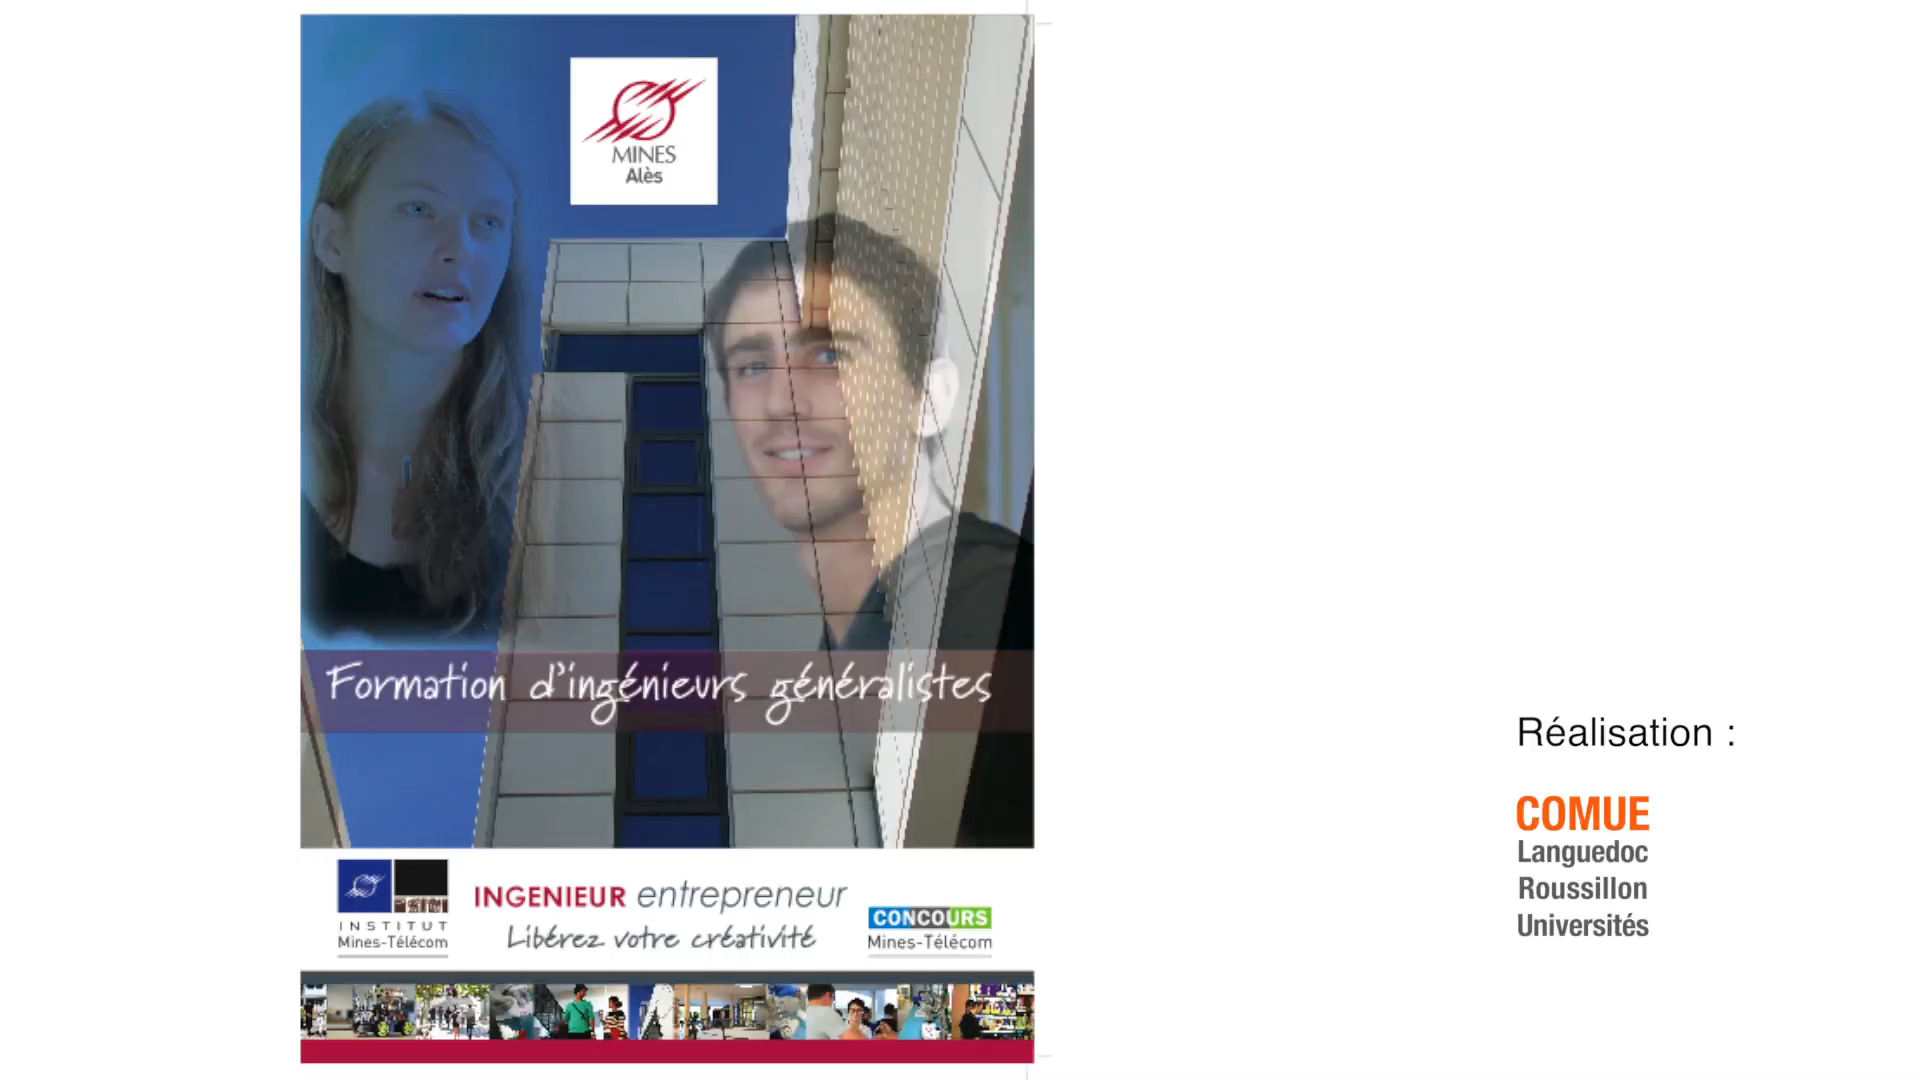 MINES
Alès
Formation d'ingénieurs généralistes
INSTITUT
Mines-Télécom
INGENIEUR entrepreneur
Libérez votre créativité
CONCOURS
Mines-Télécom
Réalisation :
COMUE
Languedoc
Roussillon
Universités